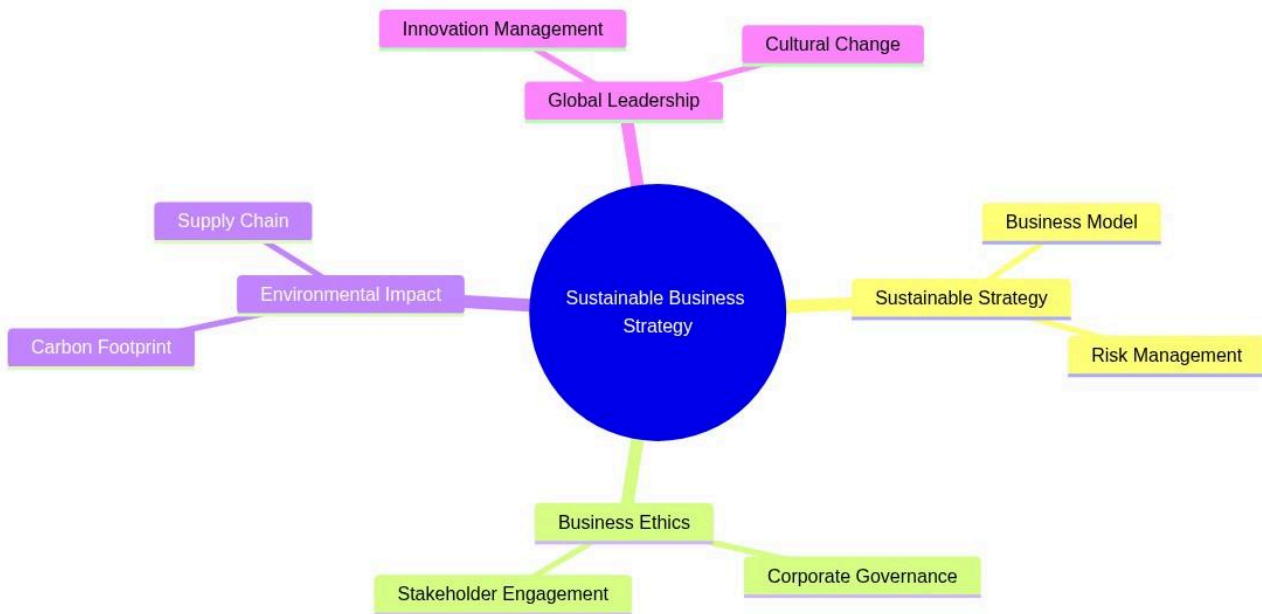 Innovation Management
Cultural Change
Global Leadership
Supply Chain
Business Model
Environmental Impact
Sustainable Business
Strategy
Sustainable Strategy
Carbon Footprint
Risk Management
Business Ethics
Stakeholder Engagement
Corporate Governance